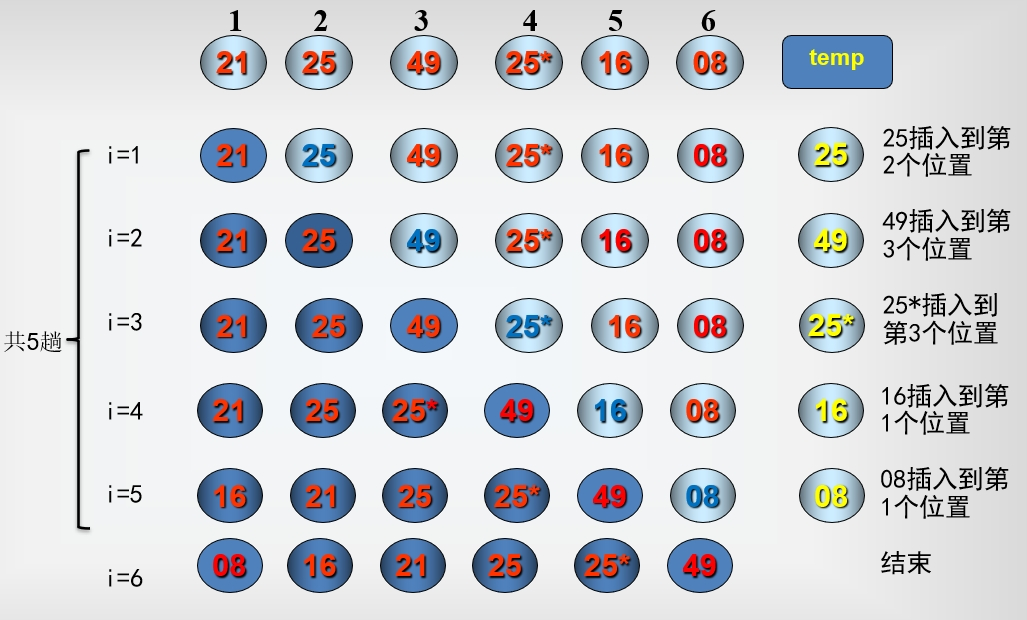 1 2 3 4 5 6
21 25 49 25* 16 08 temp
i=1 21 25 49 25* 16 08 25 25插入到第
2个位置
i=2 21 25 49 25* 16 08 49 49插入到第
3个位置
i=3 21 25 49 25* 16 08 25* 25*插入到
第3个位置
共5趟
i=4 21 25 25* 49 16 08 16 16插入到第
1个位置
i=5 16 21 25 25* 49 08 08 08插入到第
1个位置
i=6 08 16 21 25 25* 49 结束